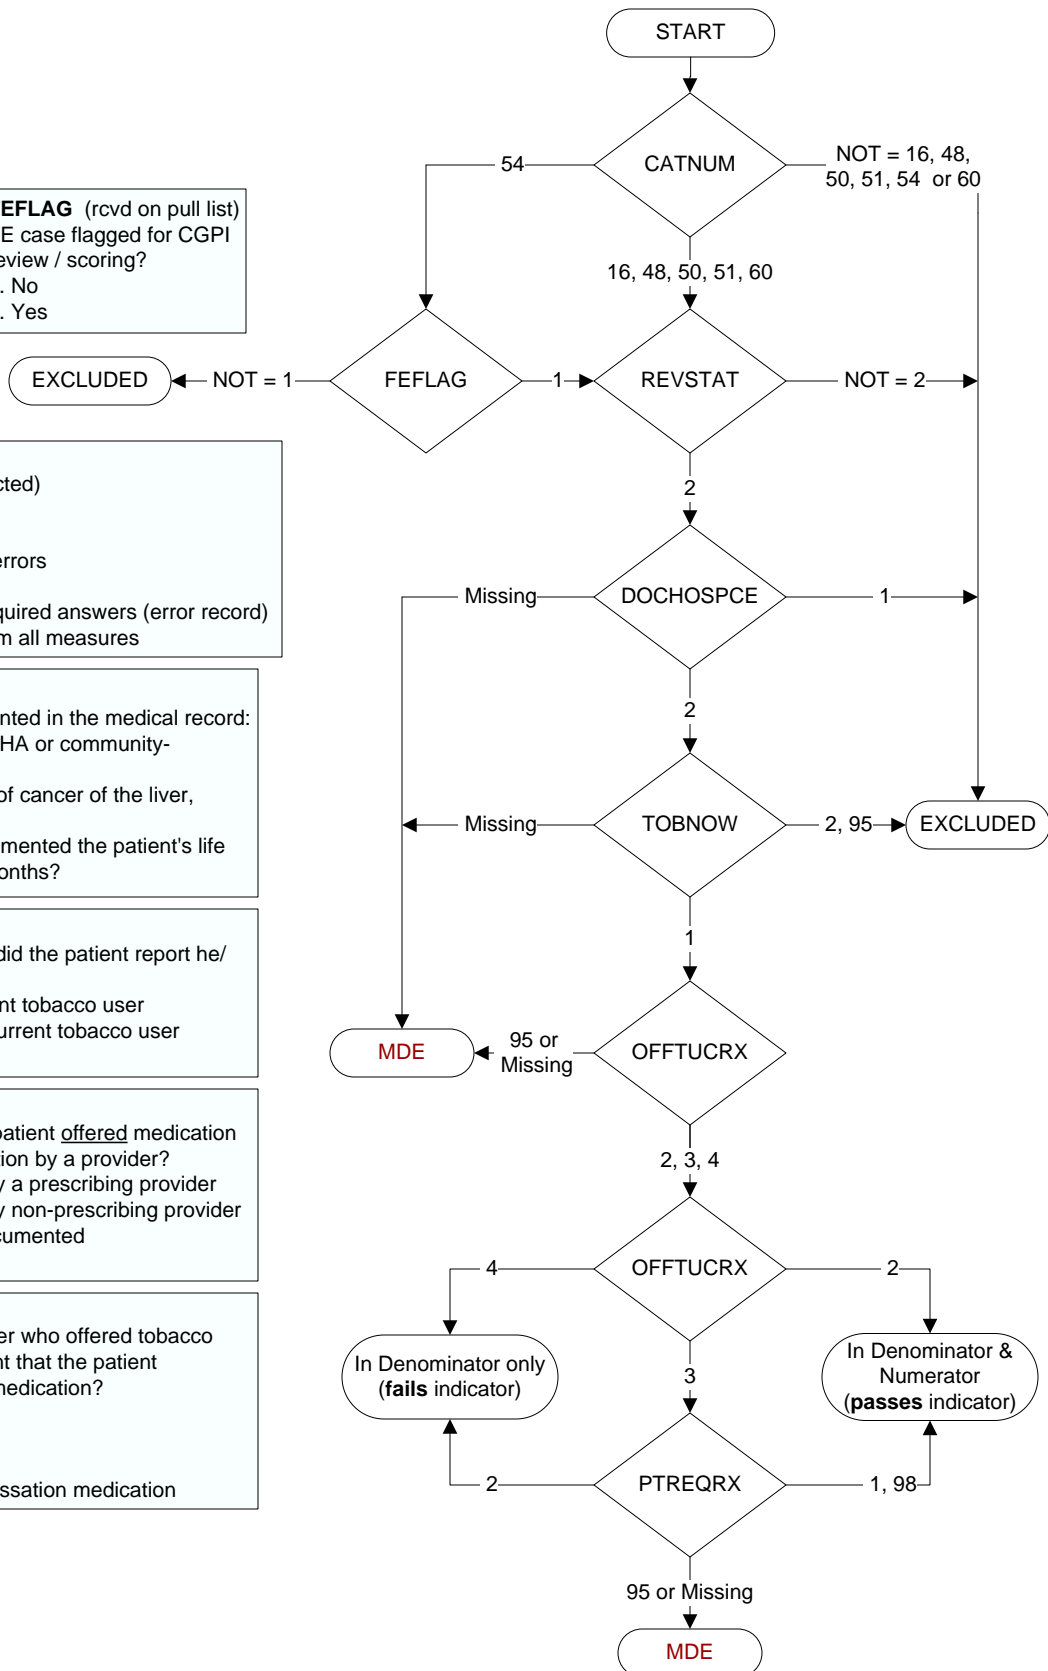 START
CATNUM
54
NOT = 16, 48,
50, 51, 54 or 60
16, 48, 50, 51, 60
EFLAG (rcvd on pull list)
E case flagged for CGPI
eview / scoring?
. No
. Yes
EXCLUDED
NOT = 1
FEFLAG
1
REVSTAT
NOT = 2
2
cted)
errors
quired answers (error record)
m all measures
Missing
DOCHOSPCE
1
2
nted in the medical record:
HA or community-
of cancer of the liver,
mented the patient's life
onths?
Missing
TOBNOW
2, 95
EXCLUDED
1
did the patient report he/
nt tobacco user
urrent tobacco user
MDE
95 or
Missing
OFFTUCRX
2, 3, 4
patient offered medication
tion by a provider?
y a prescribing provider
y non-prescribing provider
cumented
4
OFFTUCRX
2
3
In Denominator only
(fails indicator)
In Denominator &
Numerator
(passes indicator)
er who offered tobacco
nt that the patient
medication?
ssation medication
2
PTREQRX
1, 98
95 or Missing
MDE